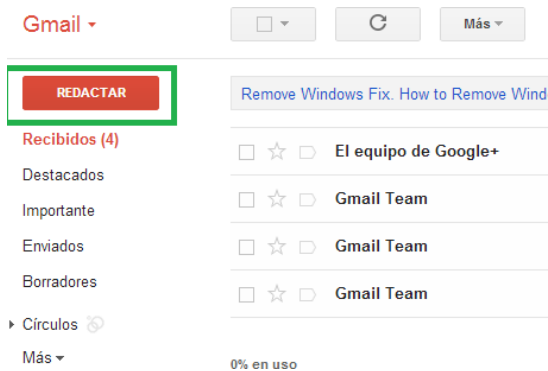 Gmail
Más
REDACTAR
Remove Windows Fix. How to Remove Wind
Recibidos (4)
Destacados
Importante
Enviados
Borradores
Círculos
Más
El equipo de Google+
Gmail Team
Gmail Team
Gmail Team
0% en uso